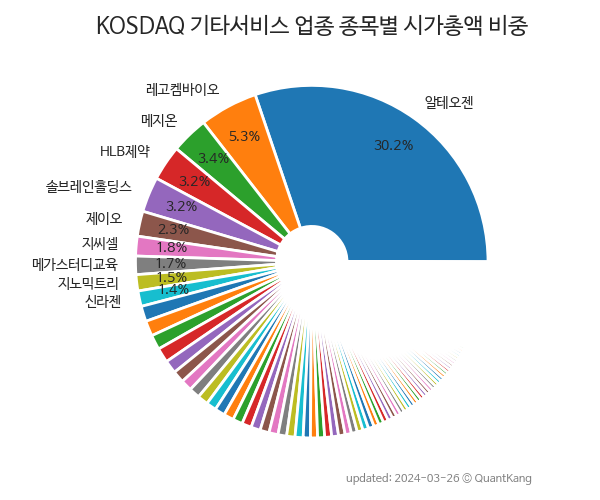 KOSDAQ 기타서비스 업종 종목별 시가총액 비중
알테오젠
30.2%
레고켐바이오
5.3%
메지온
3.4%
HLB제약
3.2%
솔브레인홀딩스
3.2%
제이오
2.3%
지씨셀
1.8%
메가스터디교육
1.7%
지노믹트리
1.5%
신라젠
1.4%
updated: 2024-03-26 © QuantKang